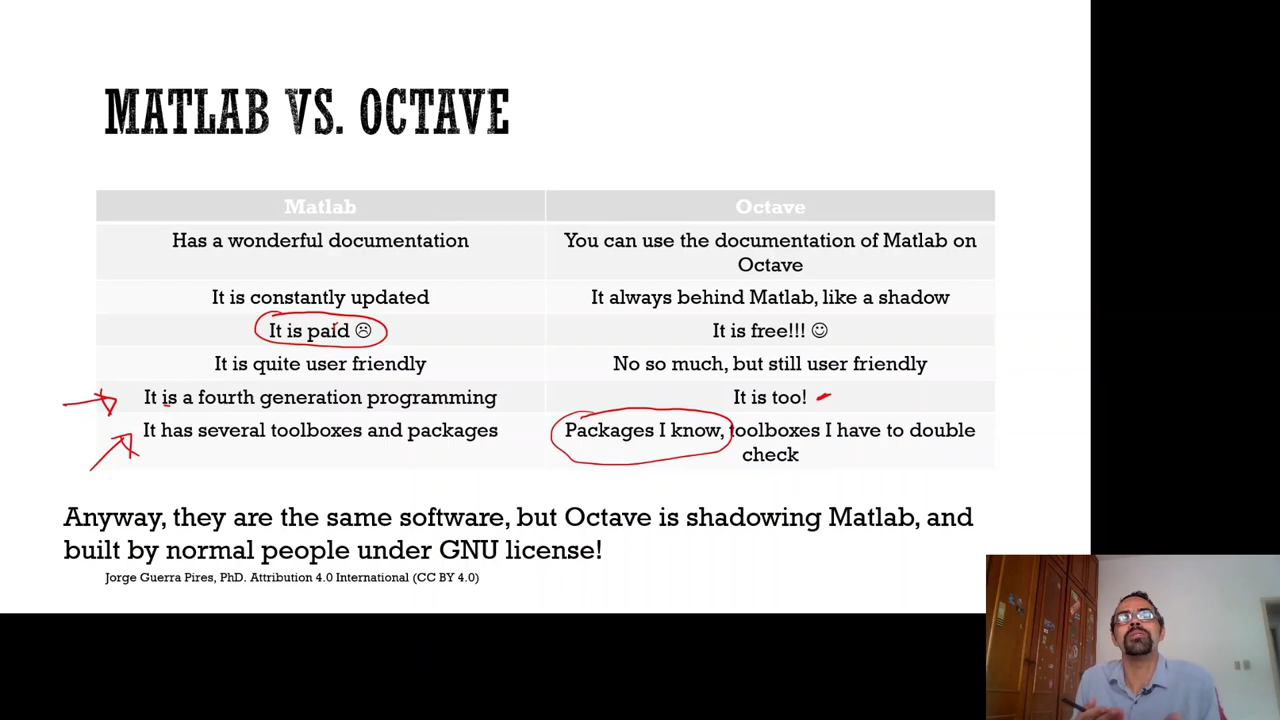 MATLAB VS. OCTAVE
Matlab
Octave
Has a wonderful documentation
You can use the documentation of Matlab on
Octave
It is constantly updated
It always behind Matlab, like a shadow
It is paid ☹
It is free!!! ☺
It is quite user friendly
No so much, but still user friendly
It is a fourth generation programming
It is too!
It has several toolboxes and packages
Packages I know, toolboxes I have to double
check
Anyway, they are the same software, but Octave is shadowing Matlab, and
built by normal people under GNU license!
Jorge Guerra Pires, PhD. Attribution 4.0 International (CC BY 4.0)